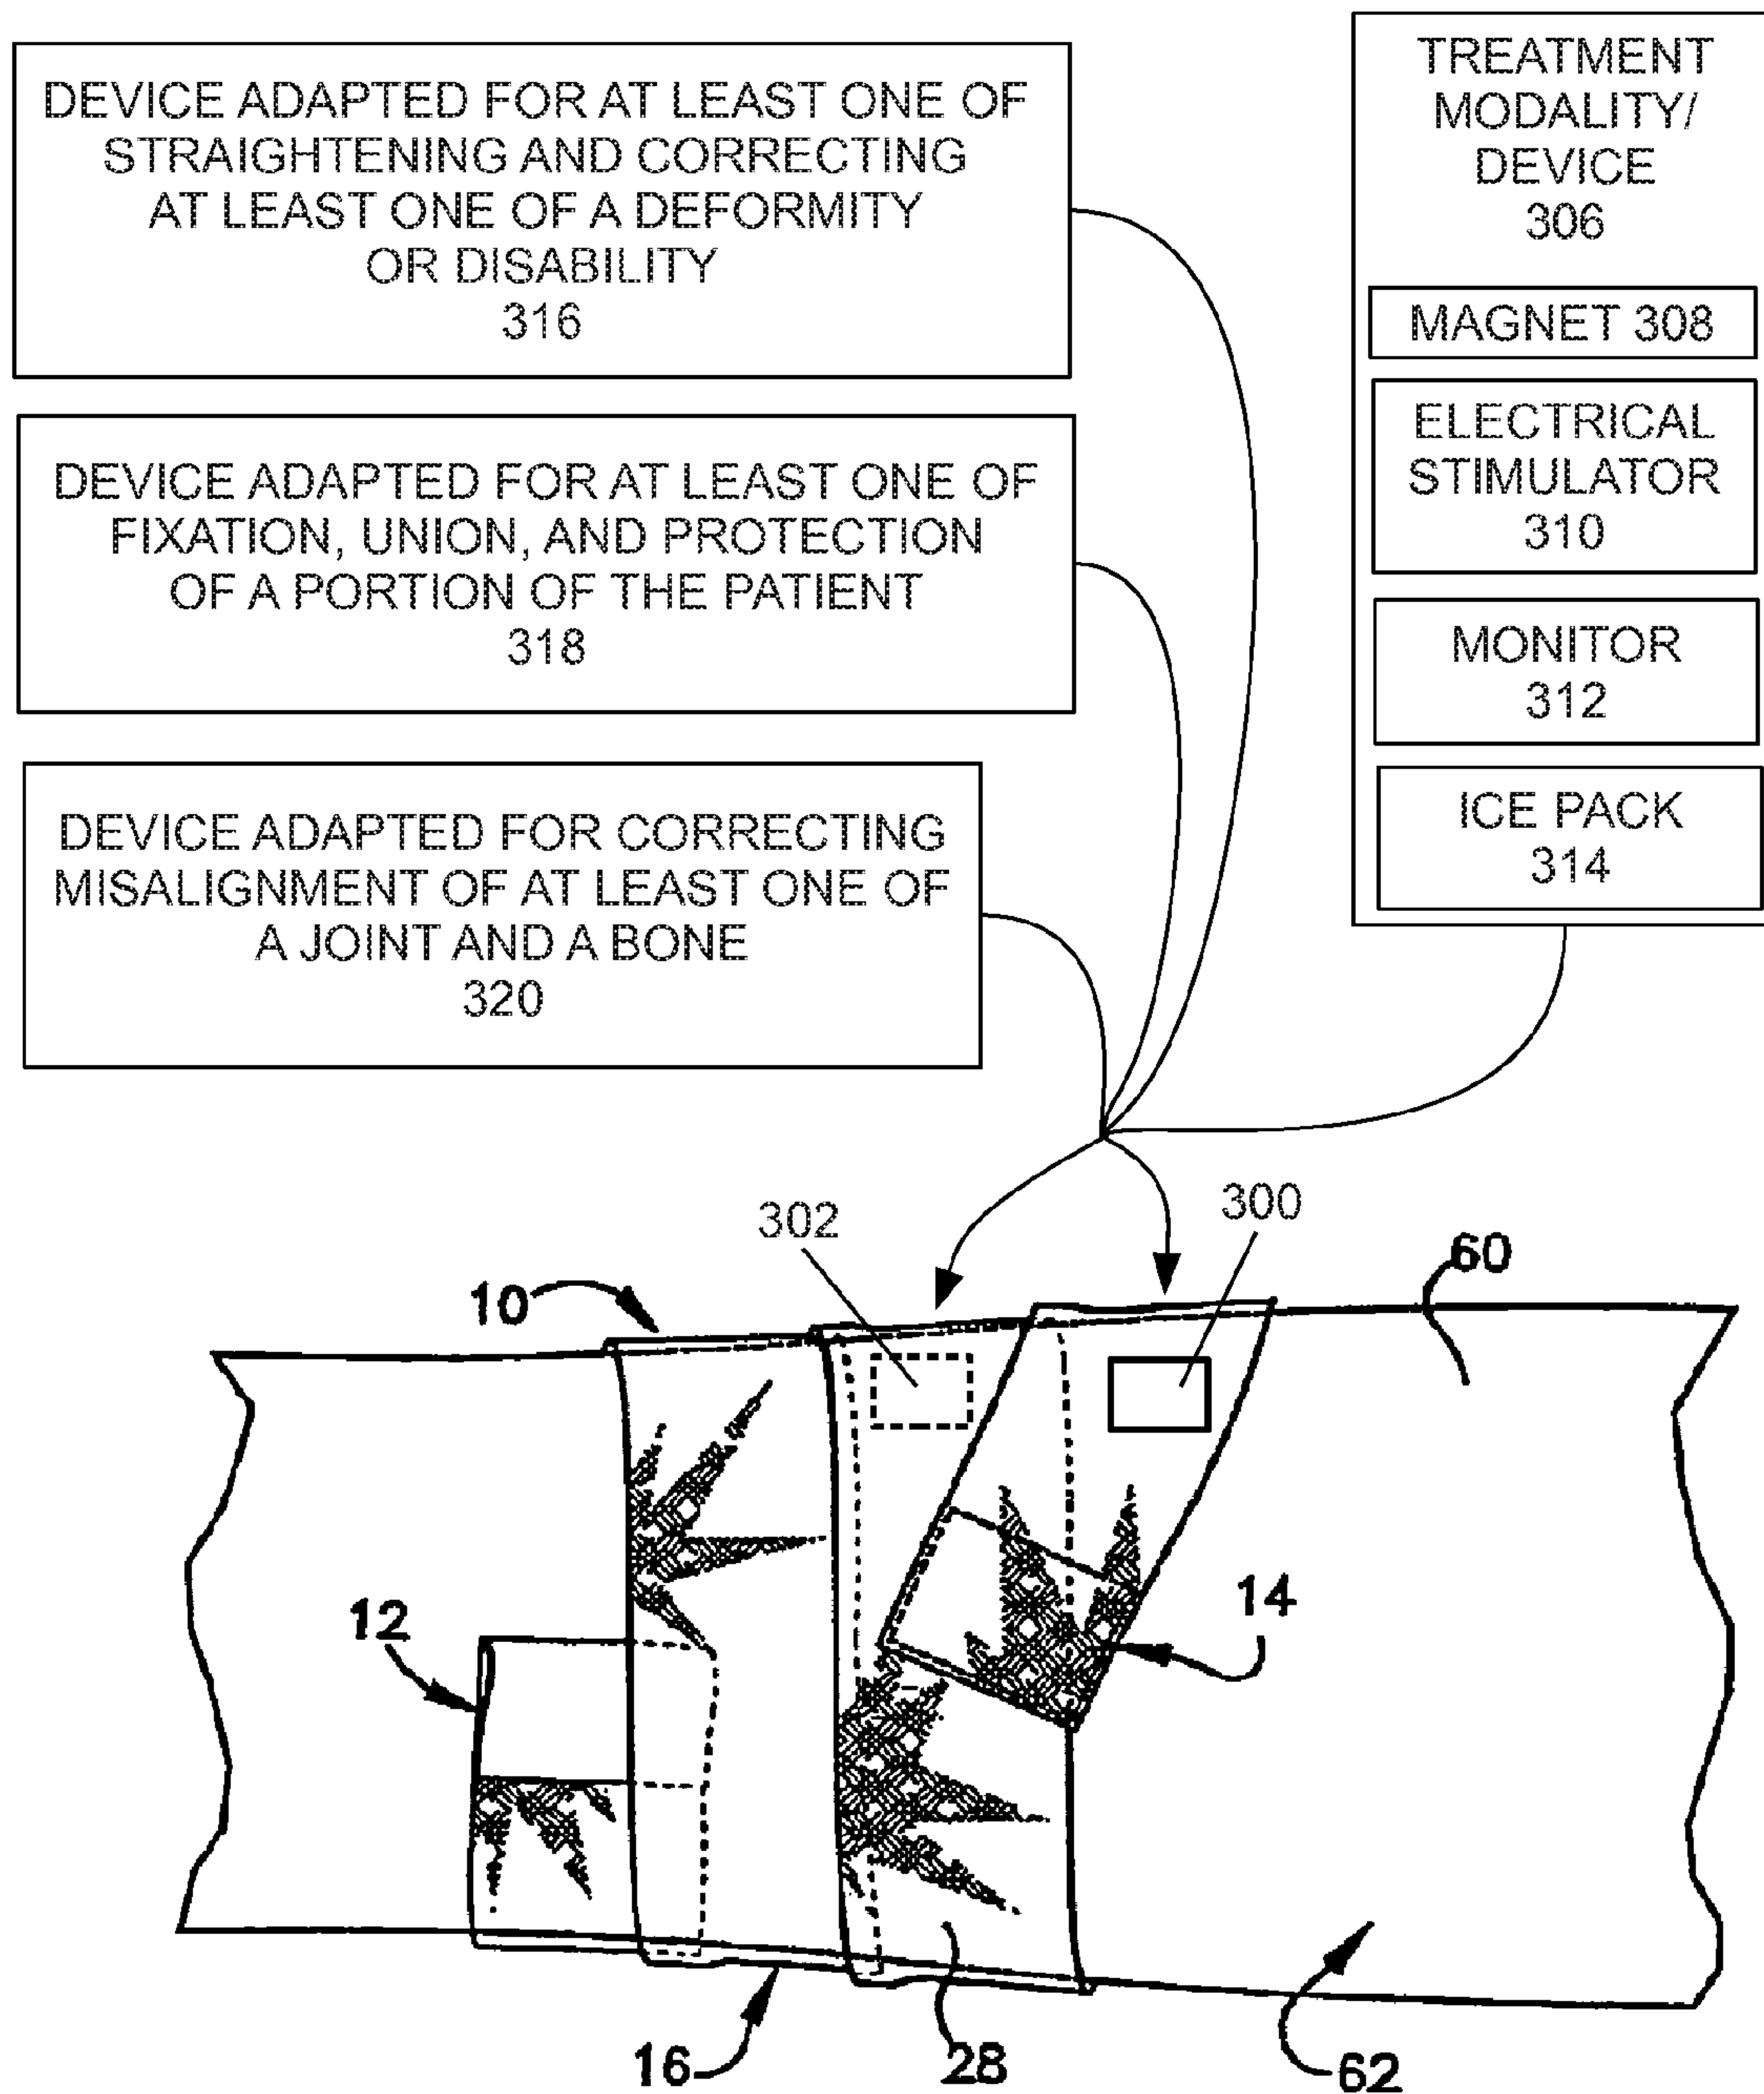 DEVICE ADAPTED FOR AT LEAST ONE OF
STRAIGHTENING AND CORRECTING
AT LEAST ONE OF A DEFORMITY
OR DISABILITY
316
DEVICE ADAPTED FOR AT LEAST ONE OF
FIXATION, UNION, AND PROTECTION
OF A PORTION OF THE PATIENT
318
DEVICE ADAPTED FOR CORRECTING
MISALIGNMENT OF AT LEAST ONE OF
A JOINT AND A BONE
320
TREATMENT
MODALITY/
DEVICE
306
MAGNET 308
ELECTRICAL
STIMULATOR
310
MONITOR
312
ICE PACK
314
302
300
60
10
12
14
16
28
62